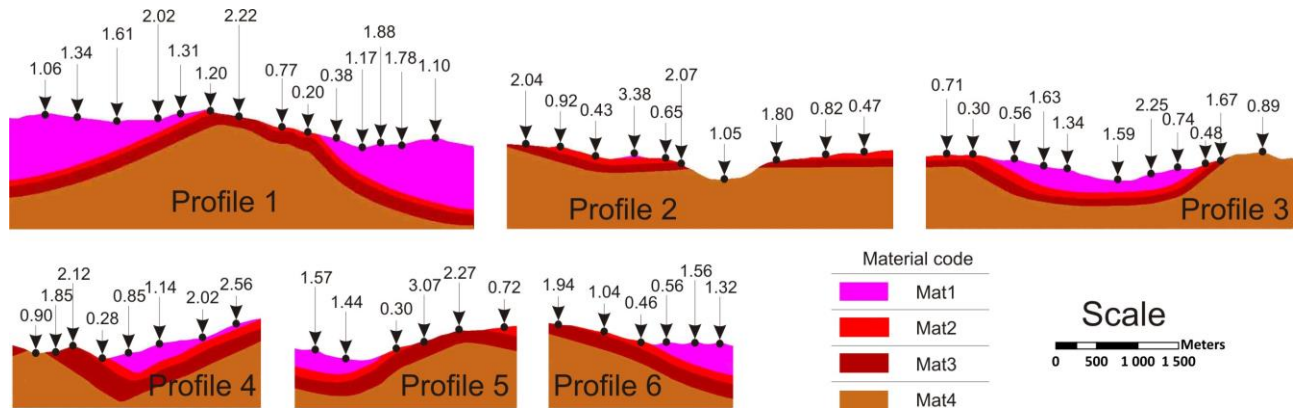 2.02 2.22
1.61 1.88
1.34 1.31 1.17
1.06 1.20 0.77 0.38 1.78 1.10
0.20
Profile 1
2.04 0.92 0.43 3.38 2.07 1.80 0.82 0.47
0.65
1.05
Profile 2
0.71 0.30 0.56 1.63 1.34 2.25 1.67 0.89
1.59 0.74 0.48
Profile 3
2.12 2.56
1.85 0.85 1.14 2.02
0.90 0.28
Profile 4
1.57 1.44 3.07 2.27 0.72
0.30
Profile 5
1.94 1.04 0.46 0.56 1.56 1.32
Profile 6
Material code
Mat1
Mat2
Mat3
Mat4
Scale
Meters
0 500 1 000 1 500